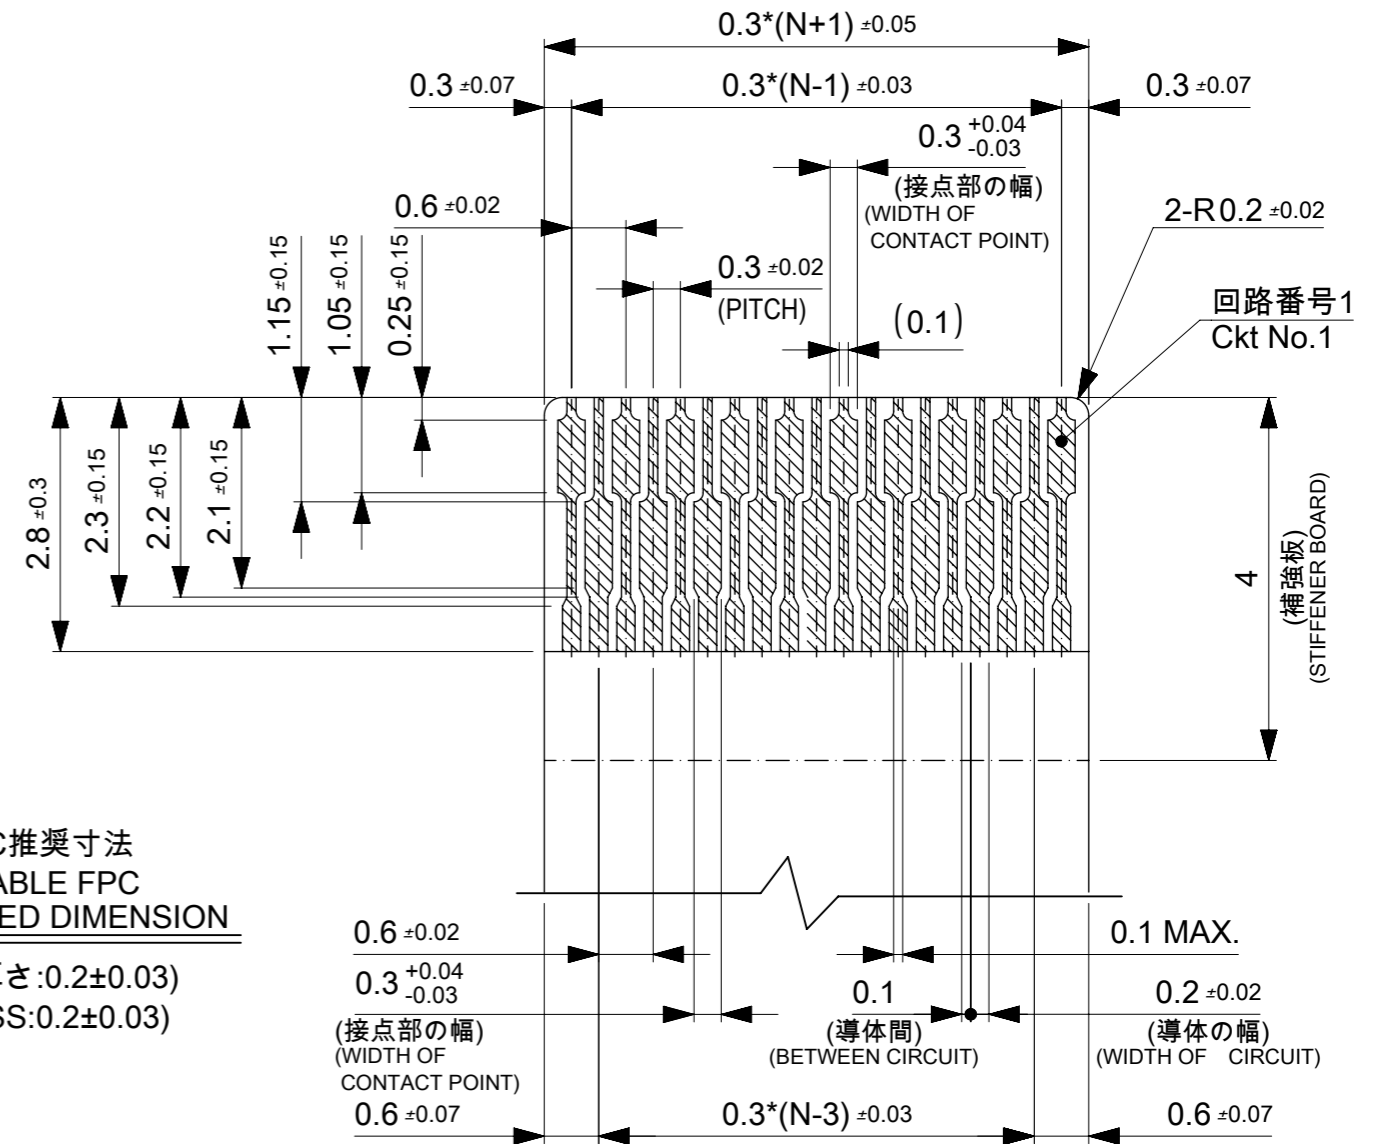 0.3*(N+1) ±0.05
0.3 ±0.07
0.3*(N-1) ±0.03
0.3 ±0.07
0.3 +0.04
-0.03
(接点部の幅)
(WIDTH OF
CONTACT POINT)
0.6 ±0.02
2-R0.2 ±0.02
1.15 ±0.15
1.05 ±0.15
0.25 ±0.15
0.3 ±0.02
(PITCH)
(0.1)
回路番号1
Ckt No.1
2.8 ±0.3
2.3 ±0.15
2.2 ±0.15
2.1 ±0.15
4
(補強板)
(STIFFENER BOARD)
C推奨寸法
ABLE FPC
ED DIMENSION
さ:0.2±0.03)
SS:0.2±0.03)
0.6 ±0.02
0.1 MAX.
0.3 +0.04
-0.03
(接点部の幅)
(WIDTH OF
CONTACT POINT)
0.1
(導体間)
(BETWEEN CIRCUIT)
0.2 ±0.02
(導体の幅)
(WIDTH OF CIRCUIT)
0.6 ±0.07
0.3*(N-3) ±0.03
0.6 ±0.07